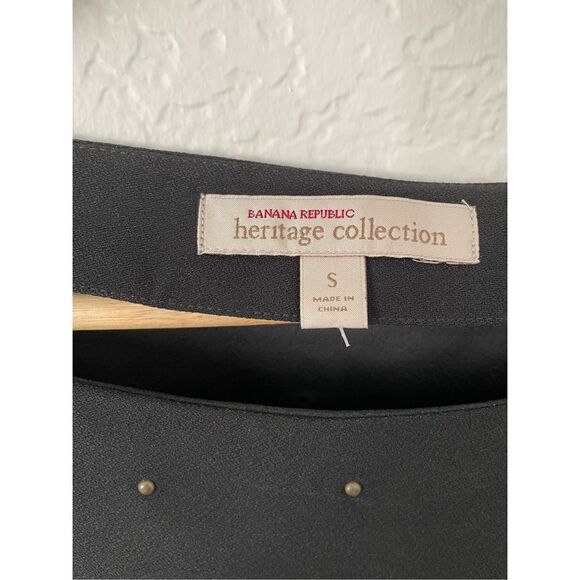 BANANA REPUBLIC
heritage collection
S
MADE IN
CHINA